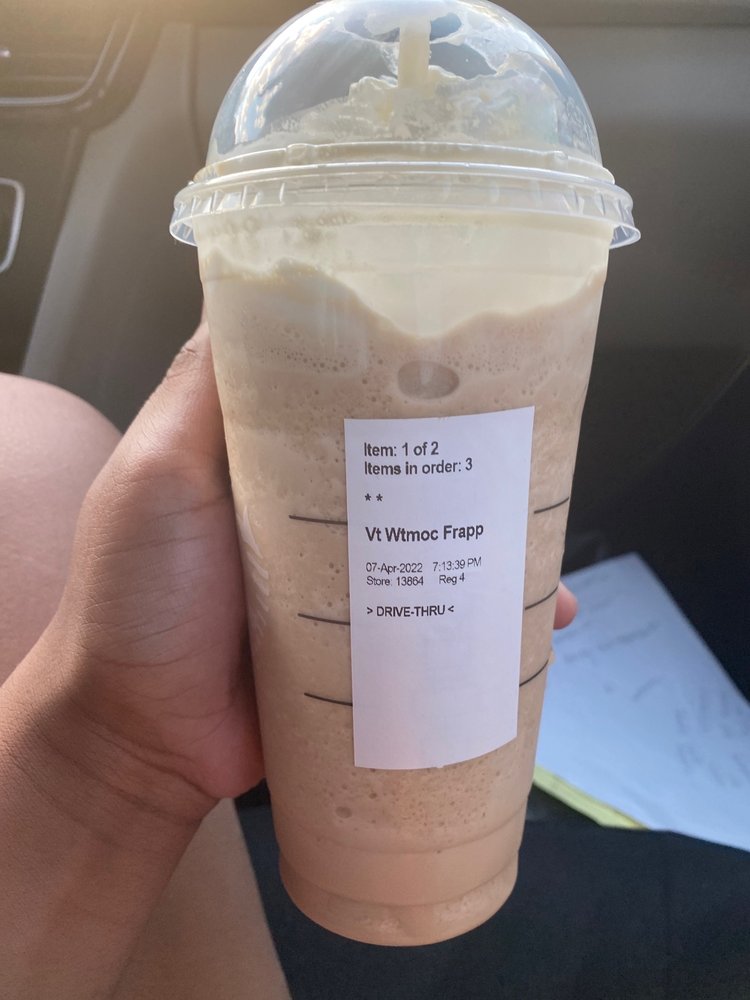 Item: 1 of 2
Items in order: 3
* *
Vt Wtmoc Frapp
07-Apr-2022 7:13:39 PM
Store: 13864 Reg 4
> DRIVE-THRU <